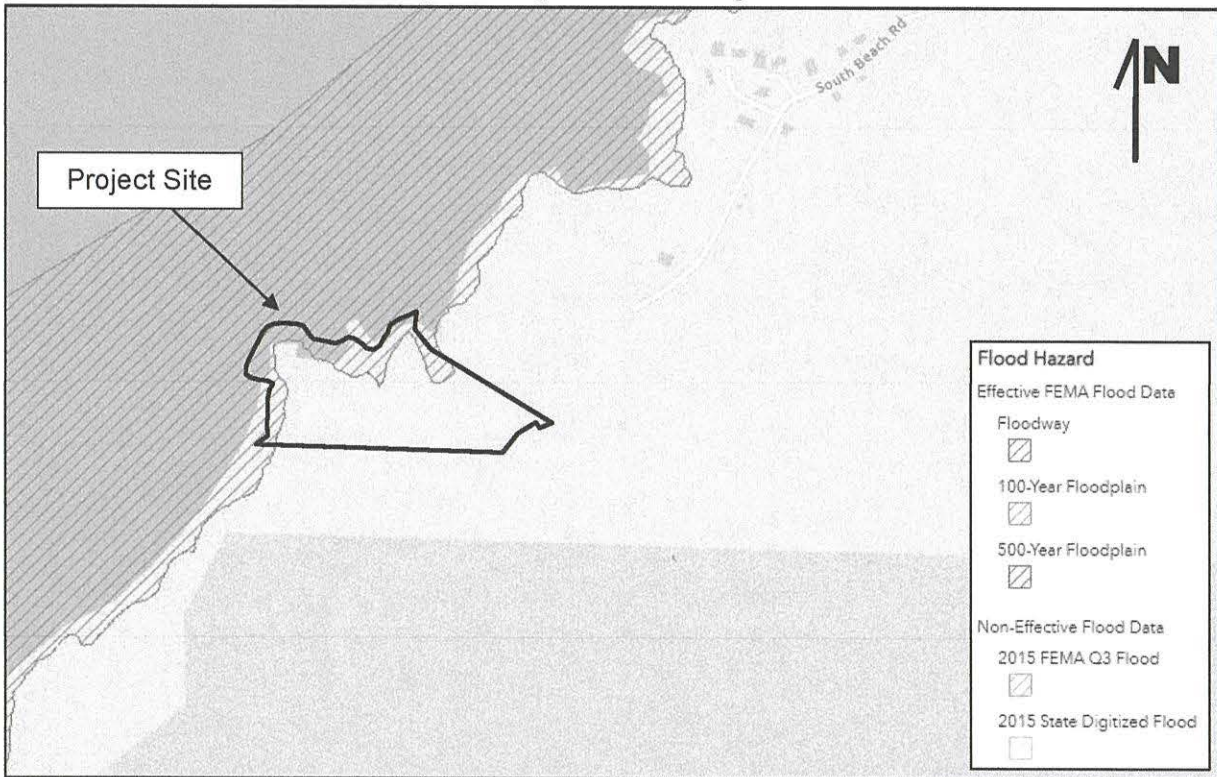 South Beach Rd
N
Project Site
Flood Hazard
Effective FEMA Flood Data
Floodway
100-Year Floodplain
500-Year Floodplain
Non-Effective Flood Data
2015 FEMA Q3 Flood
2015 State Digitized Flood